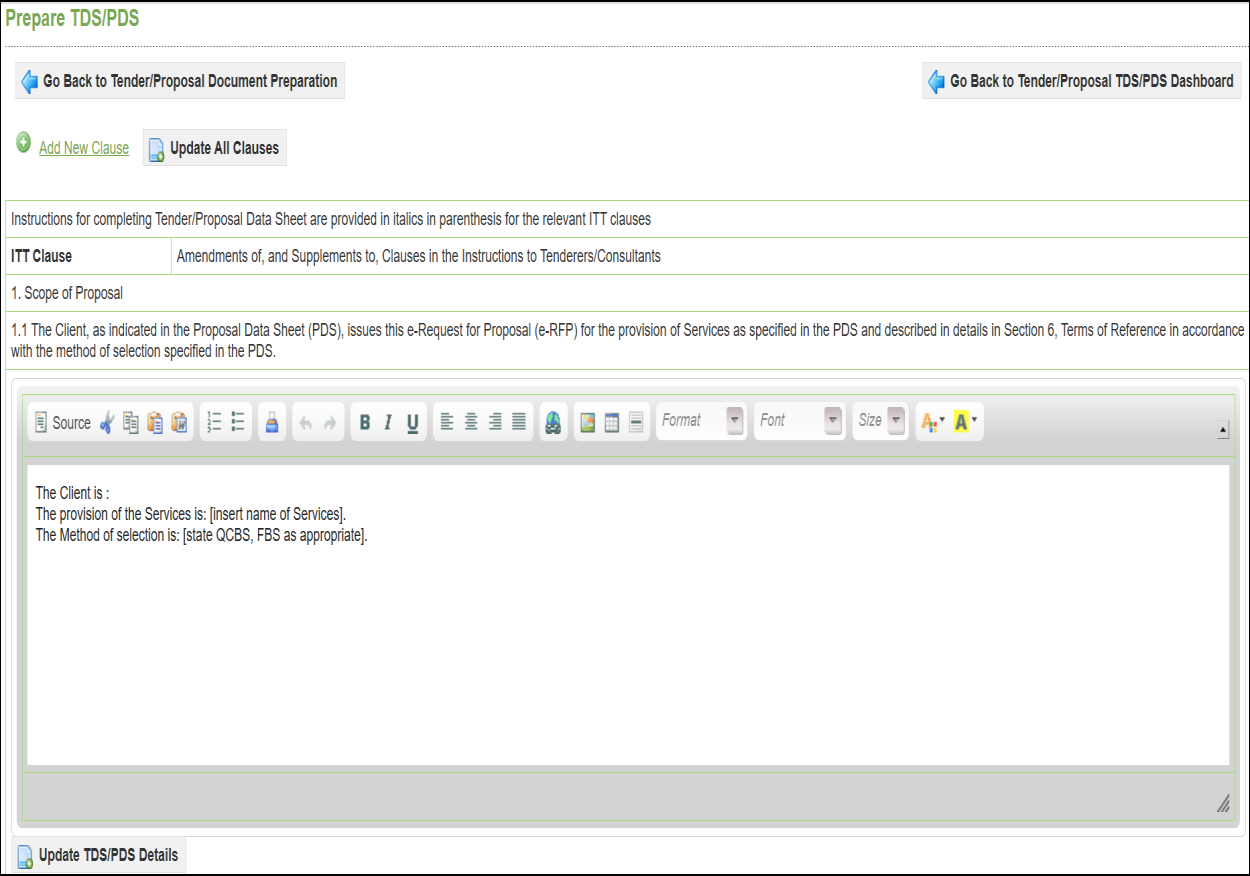 Prepare TDS/PDS
Go Back to Tender/Proposal Document Preparation
Go Back to Tender/Proposal TDS/PDS Dashboard
Add New Clause
Update All Clauses
Instructions for completing Tender/Proposal Data Sheet are provided in italics in parenthesis for the relevant ITT clauses
ITT Clause
Amendments of, and Supplements to, Clauses in the Instructions to Tenderers/Consultants
1. Scope of Proposal
1.1 The Client, as indicated in the Proposal Data Sheet (PDS), issues this e-Request for Proposal (e-RFP) for the provision of Services as specified in the PDS and described in details in Section 6, Terms of Reference in accordance
with the method of selection specified in the PDS.
Source
B I U
Format
Font
Size
A
A
The Client is :
The provision of the Services is: [insert name of Services].
The Method of selection is: [state QCBS, FBS as appropriate].
Update TDS/PDS Details